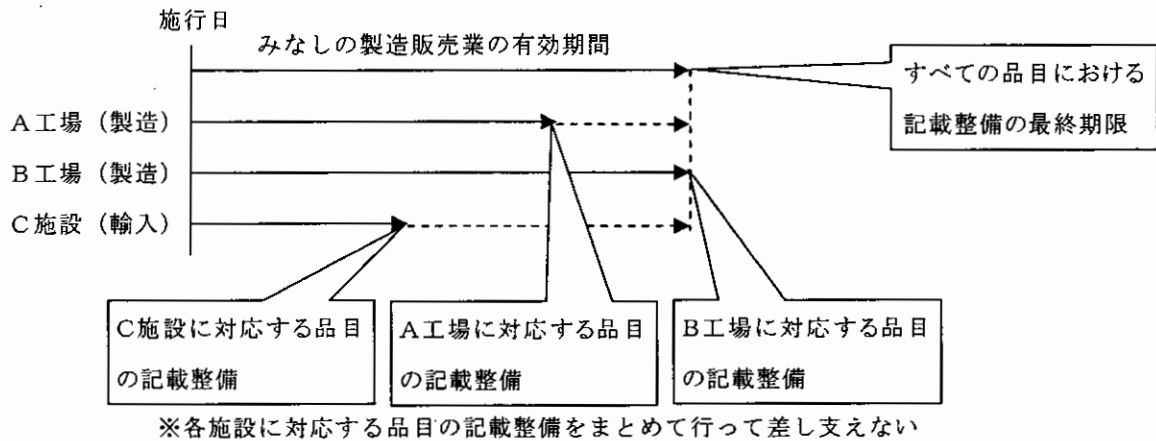 施行日
みなしの製造販売業の有効期間
すべての品目における
記載整備の最終期限
A工場（製造）
B工場（製造）
C施設（輸入）
C施設に対応する品目
の記載整備
A工場に対応する品目
の記載整備
B工場に対応する品目
の記載整備
※各施設に対応する品目の記載整備をまとめて行って差し支えない